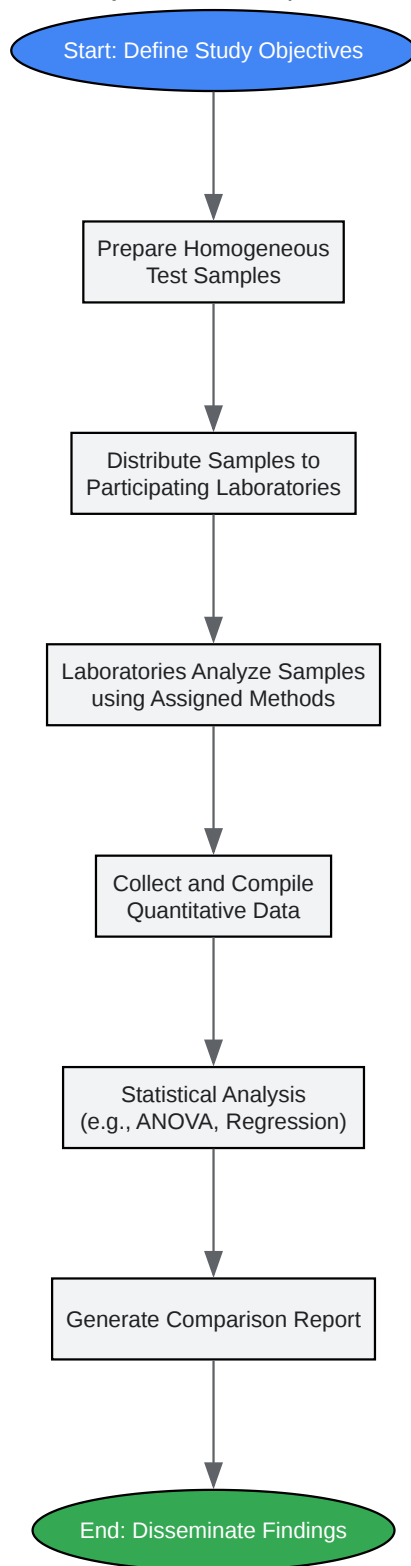 Start: Define Study Objectives
Prepare Homogeneous
Test Samples
Distribute Samples to
Participating Laboratories
Laboratories Analyze Samples
using Assigned Methods
Collect and Compile
Quantitative Data
Statistical Analysis
(e.g., ANOVA, Regression)
Generate Comparison Report
End: Disseminate Findings